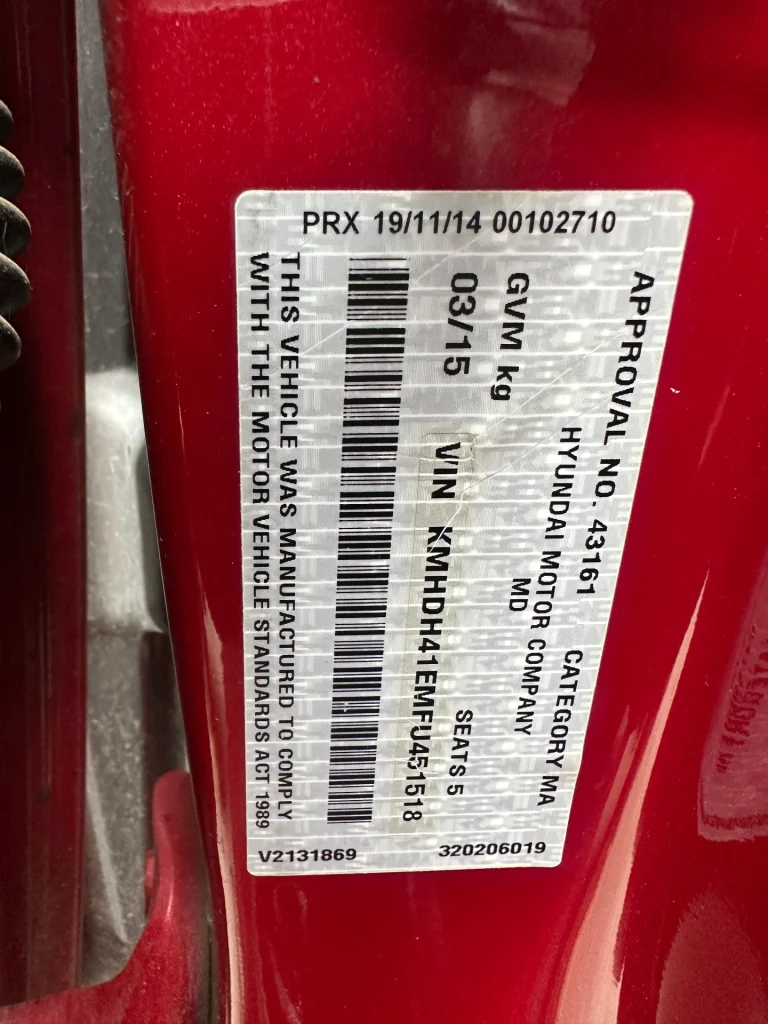 PRX 19/11/14 00102710
APPROVAL NO. 43161 CATEGORY MA
HYUNDAI MOTOR COMPANY
MD
GVM kg SEATS 5
03/15 VIN KMHDH41EMFU451518
THIS VEHICLE WAS MANUFACTURED TO COMPLY
WITH THE MOTOR VEHICLE STANDARDS ACT 1989
V2131869 320206019